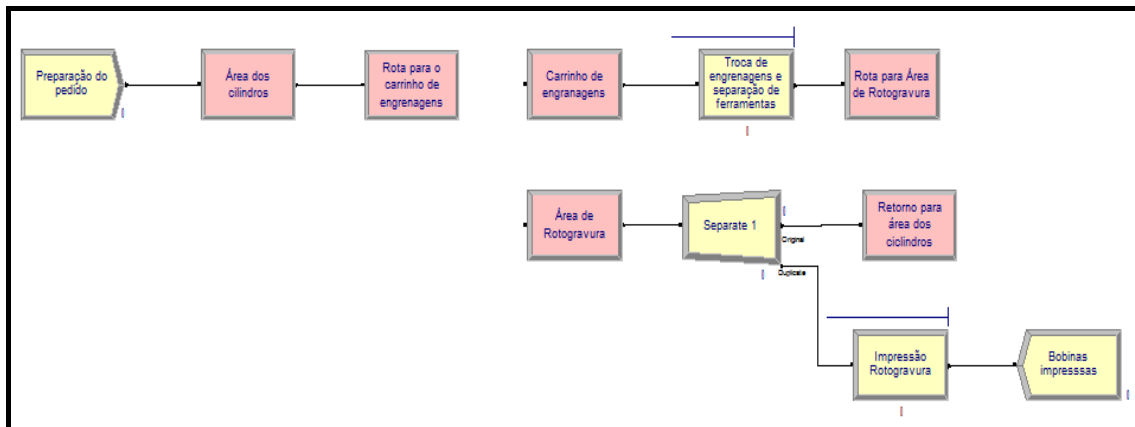 Preparação do
pedido
Área dos
cilindros
Rota para o
carrinho de
engrenagens
Carrinho de
engranagens
Troca de
engrenagens e
separação de
ferramentas
Rota para Área
de Rotogravura
Área de
Rotogravura
Separate 1
Original
Duplicate
Retorno para
área dos
ciclindros
Impressão
Rotogravura
Bobinas
impresssas